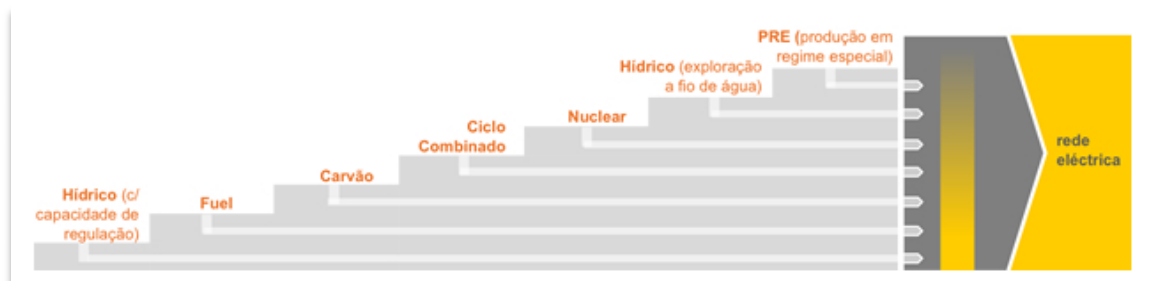 PRE (produção em
regime especial)
Hídrico (exploração
a fio de água)
Nuclear
Ciclo
Combinado
Carvão
Fuel
Hídrico (c/
capacidade de
regulação)
rede
eléctrica